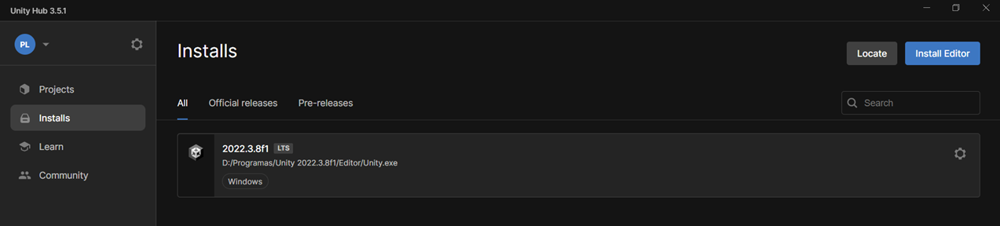 Unity Hub 3.5.1
PL
Projects
Installs
Learn
Community
Installs
Locate
Install Editor
All
Official releases
Pre-releases
Search
2022.3.8f1 LTS
D:/Programas/Unity 2022.3.8f1/Editor/Unity.exe
Windows